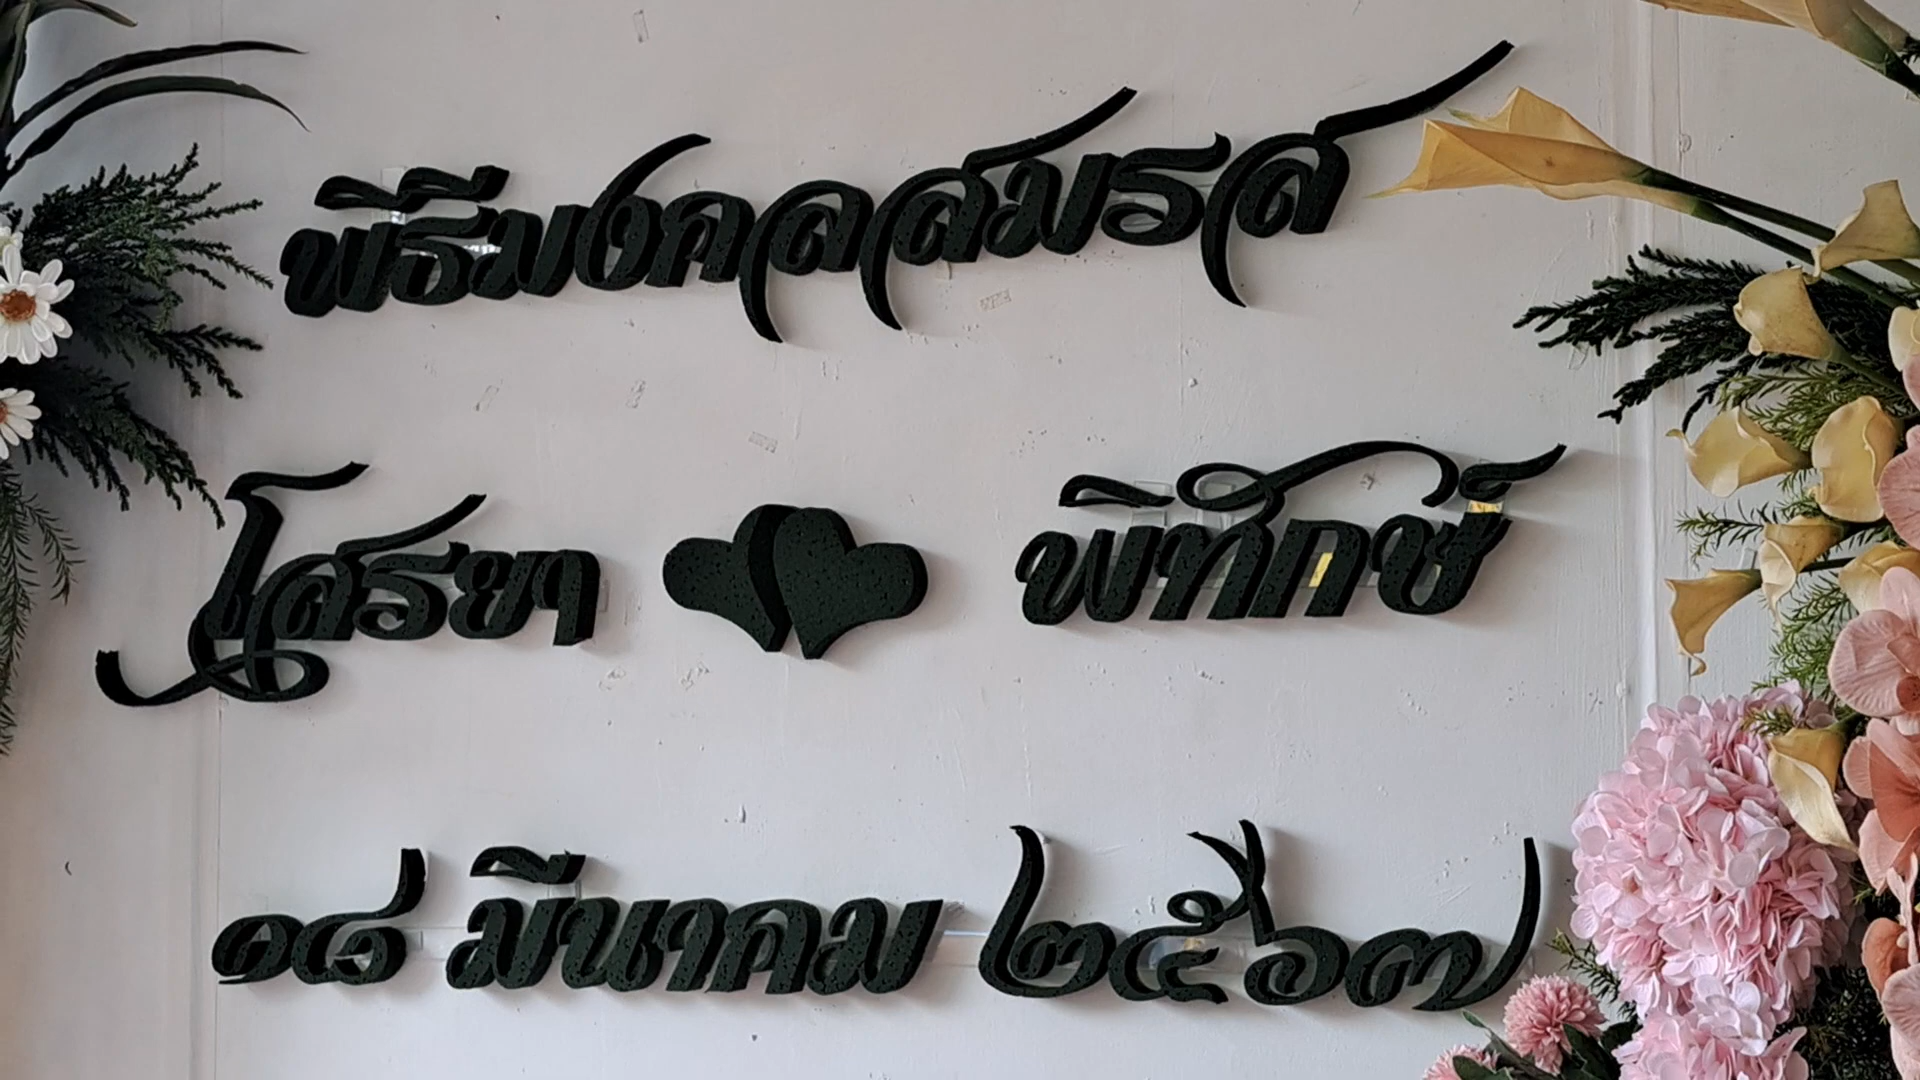 พิธีมงคลสมรส
โศรยา พิทักษ์
๑๘ มีนาคม ๒๕๖๗